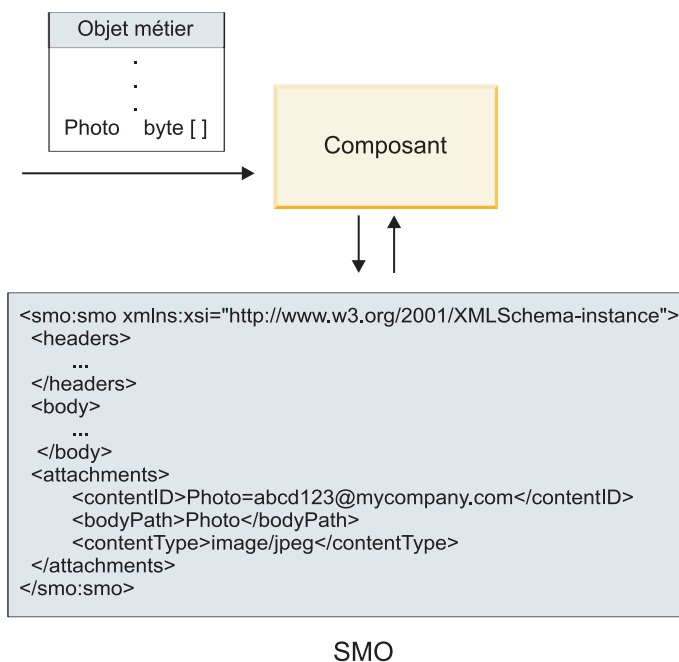 Objet métier
.
.
.
Photo byte [ ]
Composant
<smo:smo xmlns:xsi="http://www.w3.org/2001/XMLSchema-instance">
<headers>
...
</headers>
<body>
...
</body>
<attachments>
<contentID>Photo=abcd123@mycompany.com</contentID>
<bodyPath>Photo</bodyPath>
<contentType>image/jpeg</contentType>
</attachments>
</smo:smo>
SMO